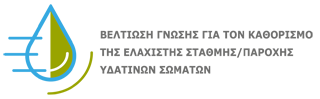 ΒΕΛΤΙΩΣΗ ΓΝΩΣΗΣ ΓΙΑ ΤΟΝ ΚΑΘΟΡΙΣΜΟ
ΤΗΣ ΕΛΑΧΙΣΤΗΣ ΣΤΑΘΜΗΣ/ΠΑΡΟΧΗΣ
ΥΔΑΤΙΝΩΝ ΣΩΜΑΤΩΝ